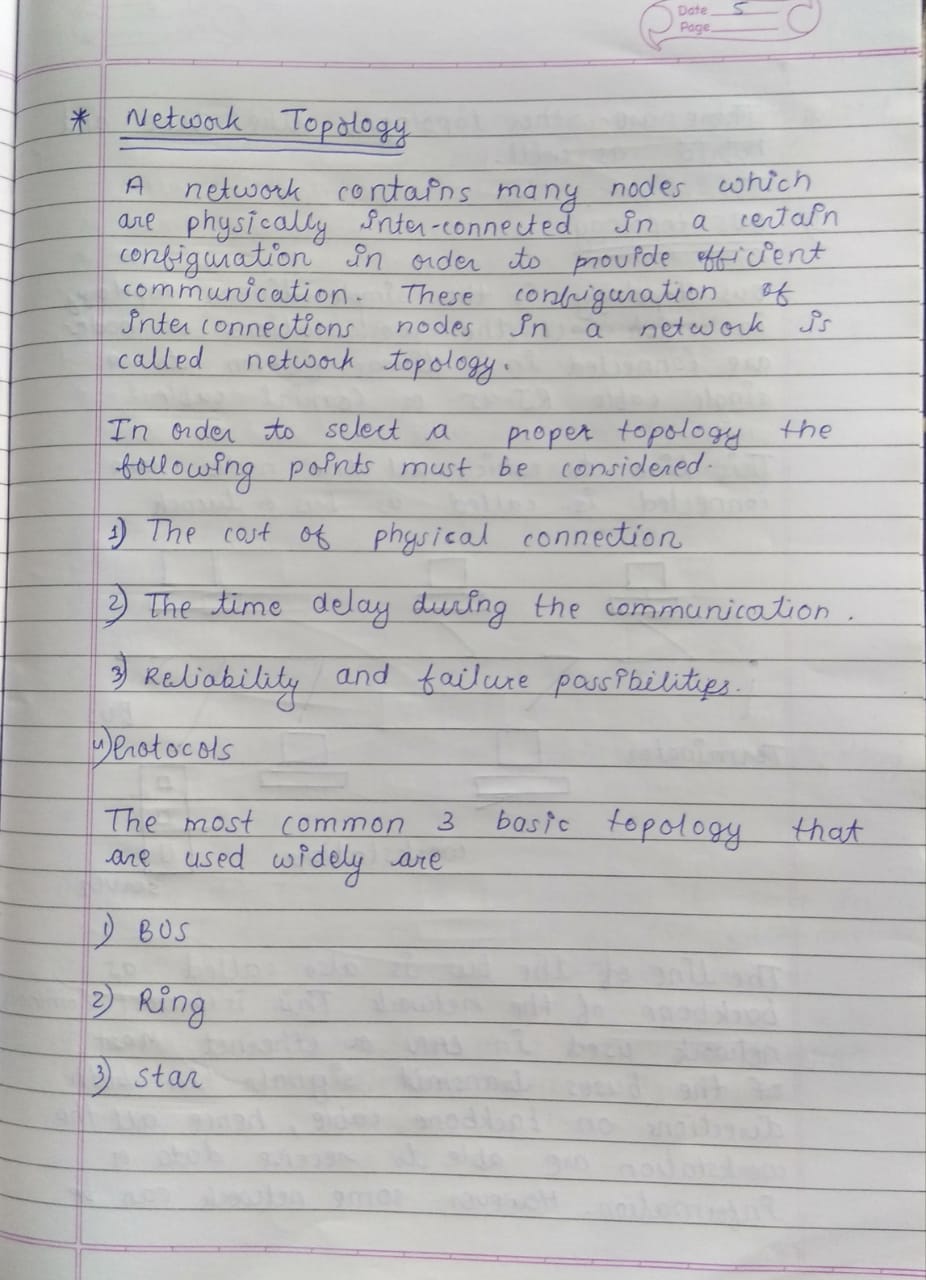 Date 5
Page
* Network Topology
A network contains many nodes which
are physically inter-connected in a certain
configuration in order to provide efficient
communication. These configuration of
inter connections nodes in a network is
called network topology.
In order to select a proper topology the
following points must be considered.
1) The cost of physical connection
2) The time delay during the communication.
3) Reliability and failure possibilities.
4) Protocols
The most common 3 basic topology that
are used widely are
1) BUS
2) Ring
3) Star